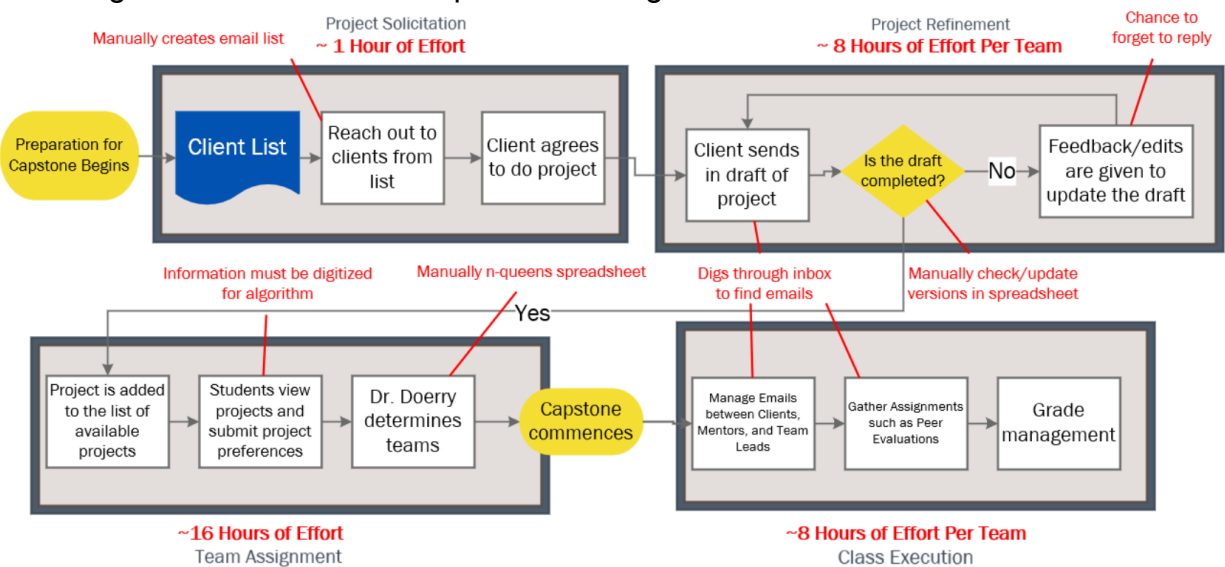 Project Solicitation
~ 1 Hour of Effort
Manually creates email list
Project Refinement
~ 8 Hours of Effort Per Team
Chance to
forget to reply
Preparation for
Capstone Begins
Client List
Reach out to
clients from
list
Client agrees
to do project
Client sends
in draft of
project
Is the draft
completed?
No
Feedback/edits
are given to
update the draft
Information must be digitized
for algorithm
Manually n-queens spreadsheet
Digs through inbox
to find emails
Manually check/update
versions in spreadsheet
Yes
Project is added
to the list of
available
projects
Students view
projects and
submit project
preferences
Dr. Doerry
determines
teams
Capstone
commences
Manage Emails
between Clients,
Mentors, and Team
Leads
Gather Assignments
such as Peer
Evaluations
Grade
management
~16 Hours of Effort
Team Assignment
~8 Hours of Effort Per Team
Class Execution